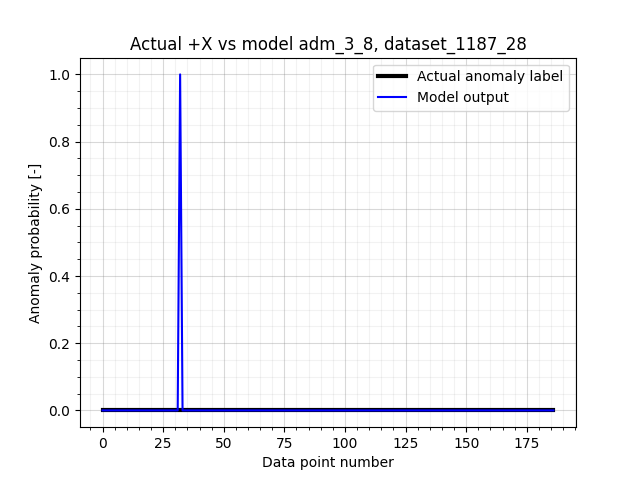 Actual +X vs model adm_3_8, dataset_1187_28
Actual anomaly label
Model output
Anomaly probability [-]
1.0
0.8
0.6
0.4
0.2
0.0
0 25 50 75 100 125 150 175
Data point number